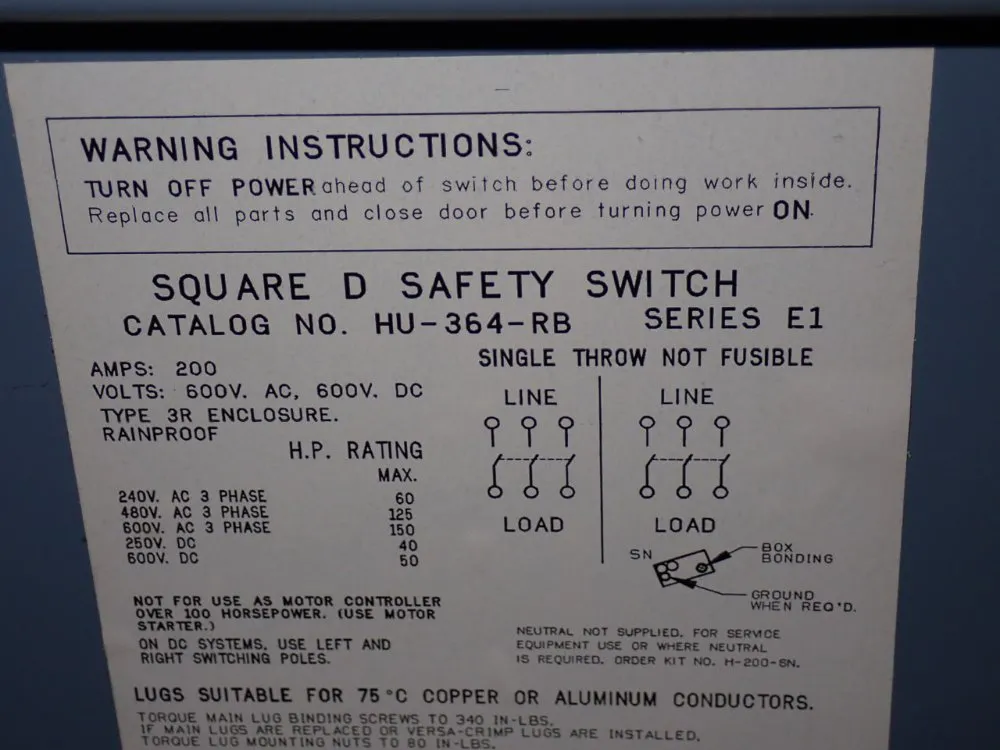 WARNING INSTRUCTIONS:
TURN OFF POWER ahead of switch before doing work inside.
Replace all parts and close door before turning power ON.
SQUARE D SAFETY SWITCH
CATALOG NO. HU-364-RB SERIES E1
AMPS: 200
VOLTS: 600V. AC, 600V. DC
TYPE 3R ENCLOSURE.
RAINPROOF
H.P. RATING
MAX.
240V. AC 3 PHASE 60
480V. AC 3 PHASE 125
600V. AC 3 PHASE 150
250V. DC 40
600V. DC 50
NOT FOR USE AS MOTOR CONTROLLER
OVER 100 HORSEPOWER. (USE MOTOR
STARTER.)
ON DC SYSTEMS, USE LEFT AND
RIGHT SWITCHING POLES.
SINGLE THROW NOT FUSIBLE
LINE LINE
LOAD LOAD
SN
BOX
BONDING
GROUND
WHEN REQ'D.
NEUTRAL NOT SUPPLIED. FOR SERVICE
EQUIPMENT USE OR WHERE NEUTRAL
IS REQUIRED, ORDER KIT NO. H-200-SN.
LUGS SUITABLE FOR 75°C COPPER OR ALUMINUM CONDUCTORS.
TORQUE MAIN LUG BINDING SCREWS TO 340 IN-LBS.
IF MAIN LUGS ARE REPLACED OR VERSA-CRIMP LUGS ARE INSTALLED,
TORQUE LUG MOUNTING NUTS TO 80 IN-LBS.